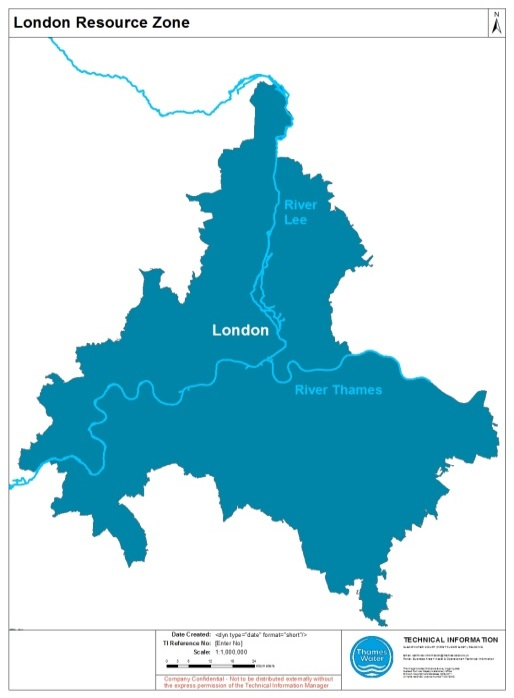 London Resource Zone
N
River
Lee
London
River Thames
Date Created: <dyn type="date" format="short"/>
TI Reference No: [Enter No]
Scale: 1:1,000,000
Company Confidential - Not to be distributed externally without
the express permission of the Technical Information Manager
Thames
Water
TECHNICAL INFORMATION